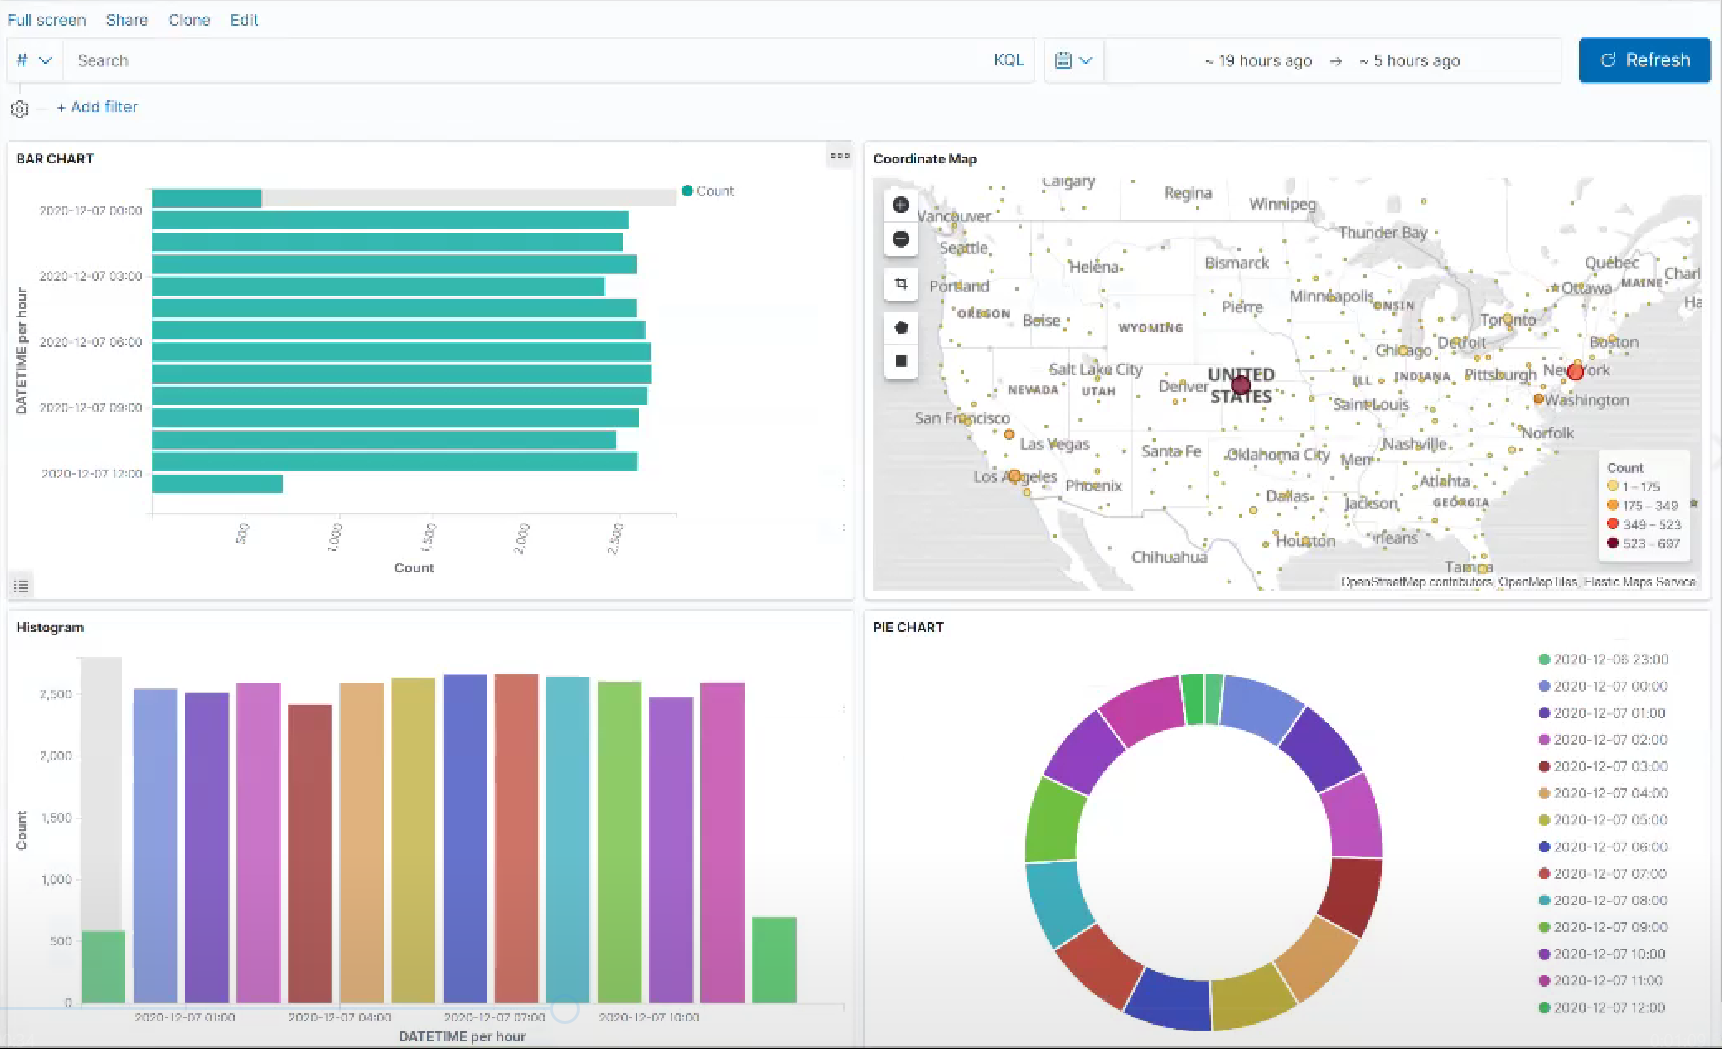 Full screen Share Clone Edit
# Search KQL ~ 19 hours ago → ~ 5 hours ago Refresh
+ Add filter
BAR CHART
Count
2020-12-07 00:00
2020-12-07 03:00
2020-12-07 06:00
2020-12-07 09:00
2020-12-07 12:00
DATETIME per hour
500
1,000
1,500
2,000
2,500
Count
Coordinate Map
Calgary
Regina
Winnipeg
Vancouver
Thunder Bay
Seattle
Helena
Bismarck
Québec
Charl
Portland
Minneapolis
Ottawa
MAINE
Ha
OREGON
Boise
WYOMING
Pierre
ONSIN
Toronto
Chicago
Detroit
Boston
Salt Lake City
NEVADA
UTAH
Denver
UNITED
STATES
ILL
INDIANA
Pittsburgh
New York
Saint Louis
Washington
San Francisco
Las Vegas
Santa Fe
Oklahoma City
Mem
Nashville
Norfolk
Los Angeles
Phoenix
Dallas
Jackson
Atlanta
GEORGIA
Chihuahua
Houston
rleans
Tampa
Count
1 – 175
175 – 349
349 – 523
523 – 697
OpenStreetMap contributors, OpenMapTiles, Elastic Maps Service
Histogram
2,500
2,000
1,500
1,000
500
0
Count
2020-12-07 01:00
2020-12-07 04:00
2020-12-07 07:00
2020-12-07 10:00
DATETIME per hour
PIE CHART
2020-12-06 23:00
2020-12-07 00:00
2020-12-07 01:00
2020-12-07 02:00
2020-12-07 03:00
2020-12-07 04:00
2020-12-07 05:00
2020-12-07 06:00
2020-12-07 07:00
2020-12-07 08:00
2020-12-07 09:00
2020-12-07 10:00
2020-12-07 11:00
2020-12-07 12:00